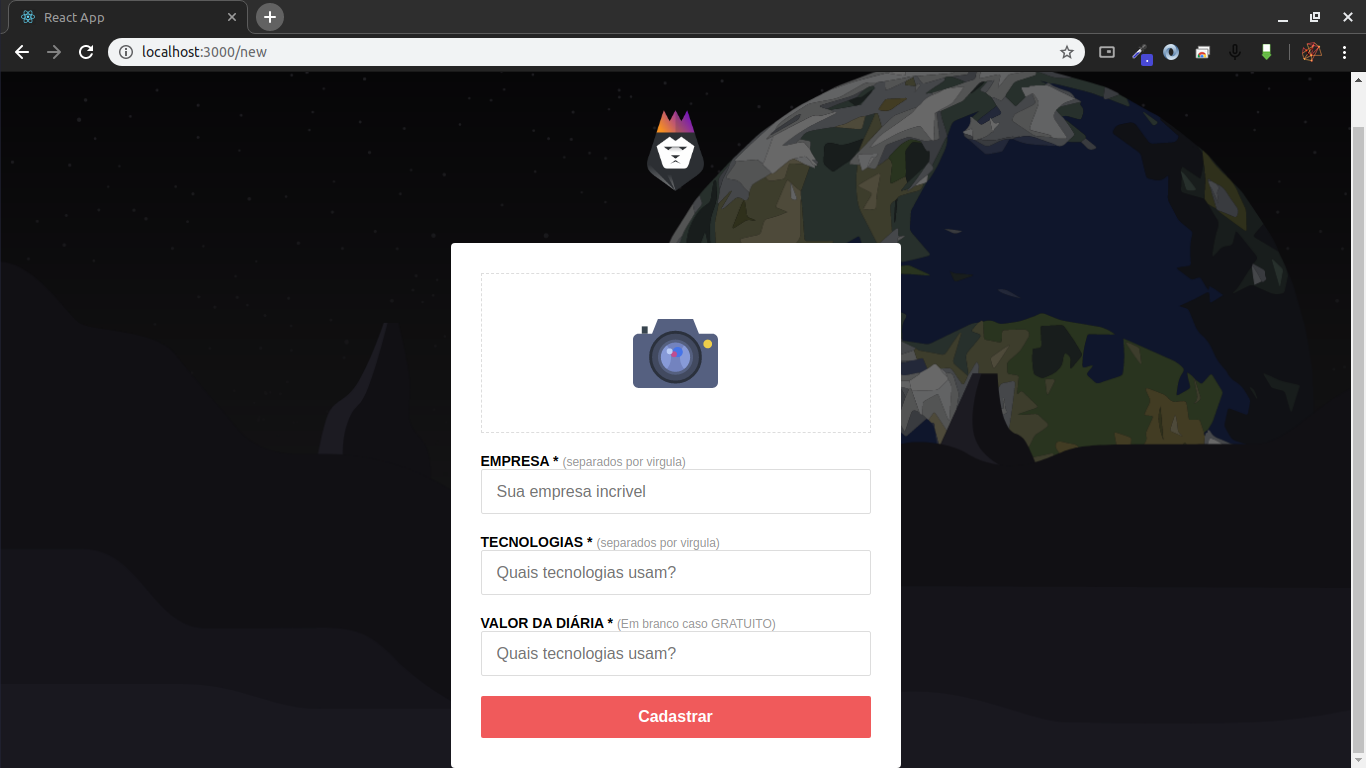 React App
localhost:3000/new
EMPRESA * (separados por virgula)
Sua empresa incrivel
TECNOLOGIAS * (separados por virgula)
Quais tecnologias usam?
VALOR DA DIÁRIA * (Em branco caso GRATUITO)
Quais tecnologias usam?
Cadastrar